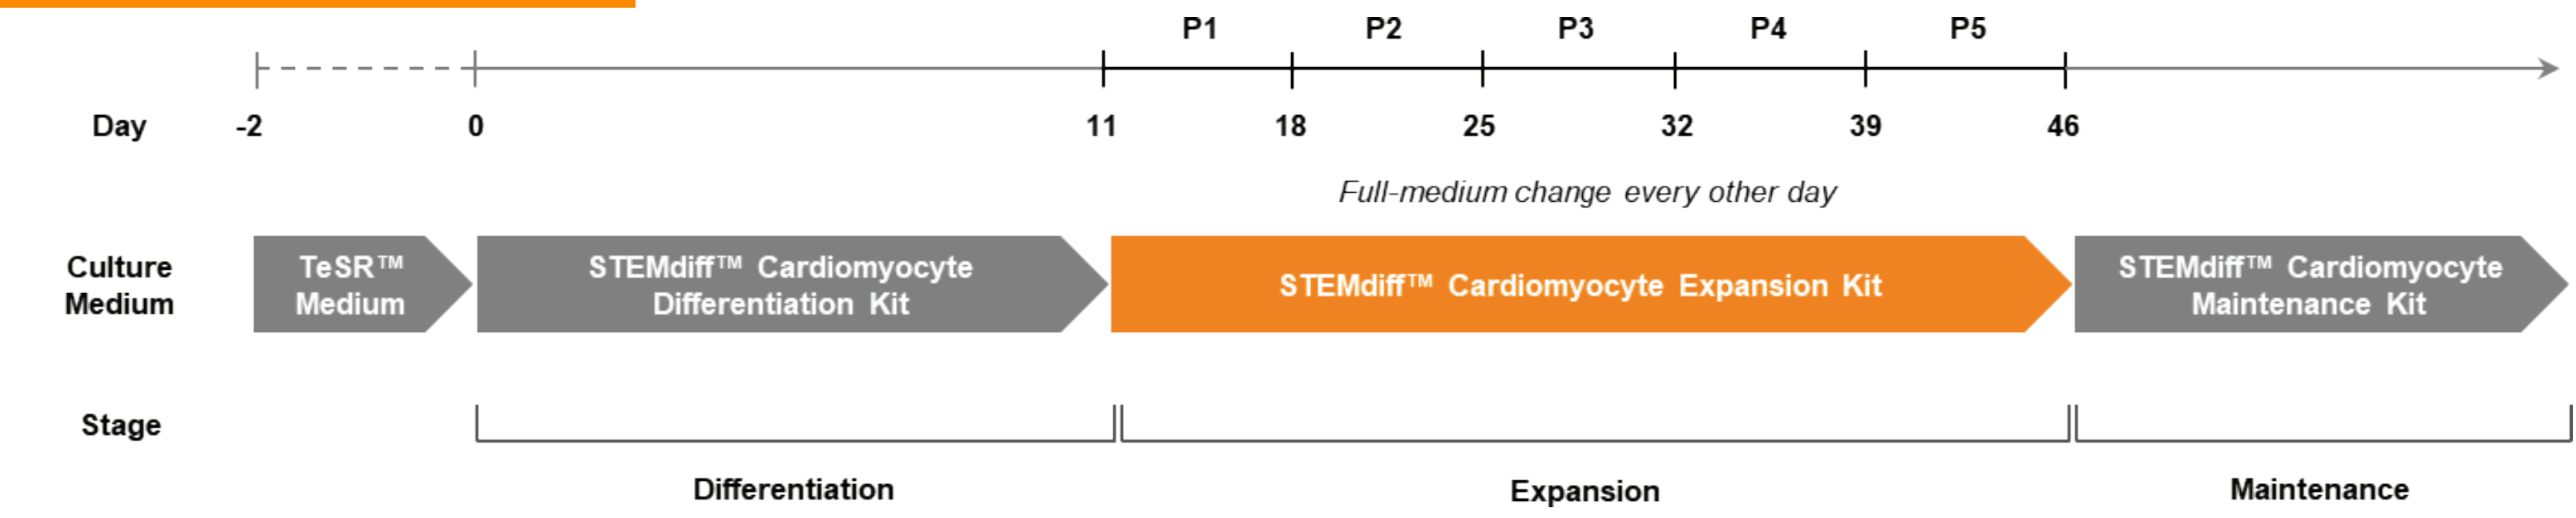 P1 P2 P3 P4 P5
Day -2 0 11 18 25 32 39 46
Full-medium change every other day
Culture
Medium
TeSR™
Medium
STEMdiff™ Cardiomyocyte
Differentiation Kit
STEMdiff™ Cardiomyocyte Expansion Kit
STEMdiff™ Cardiomyocyte
Maintenance Kit
Stage
Differentiation
Expansion
Maintenance